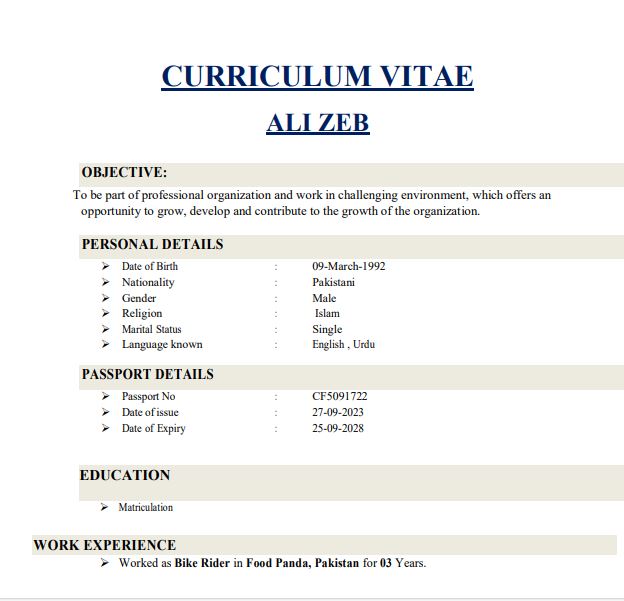 CURRICULUM VITAE
ALI ZEB
OBJECTIVE:
To be part of professional organization and work in challenging environment, which offers an
opportunity to grow, develop and contribute to the growth of the organization.
PERSONAL DETAILS
➢ Date of Birth : 09-March-1992
➢ Nationality : Pakistani
➢ Gender : Male
➢ Religion : Islam
➢ Marital Status : Single
➢ Language known : English , Urdu
PASSPORT DETAILS
➢ Passport No : CF5091722
➢ Date of issue : 27-09-2023
➢ Date of Expiry : 25-09-2028
EDUCATION
➢ Matriculation
WORK EXPERIENCE
➢ Worked as Bike Rider in Food Panda, Pakistan for 03 Years.